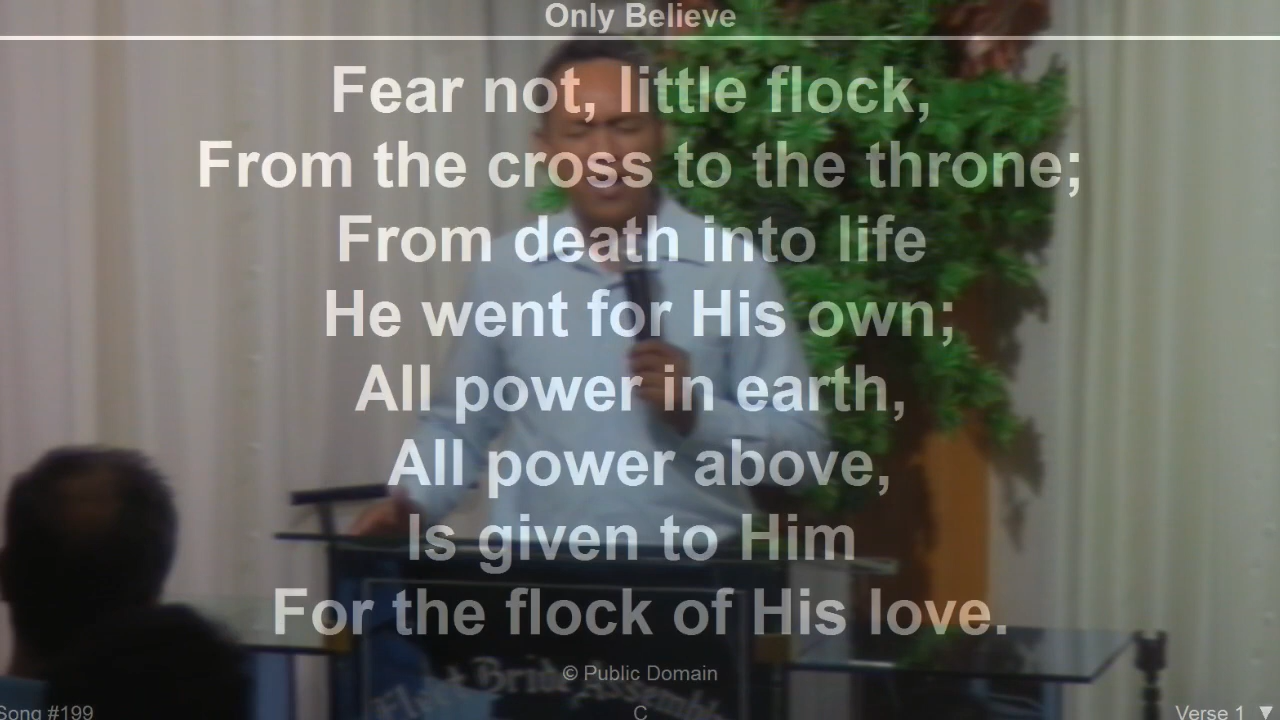 Only Believe
Fear not, little flock,
From the cross to the throne;
From death into life
He went for His own;
All power in earth,
All power above,
Is given to Him
For the flock of His love.
© Public Domain
Bride Assembly
Song #199
C
Verse 1 ▼